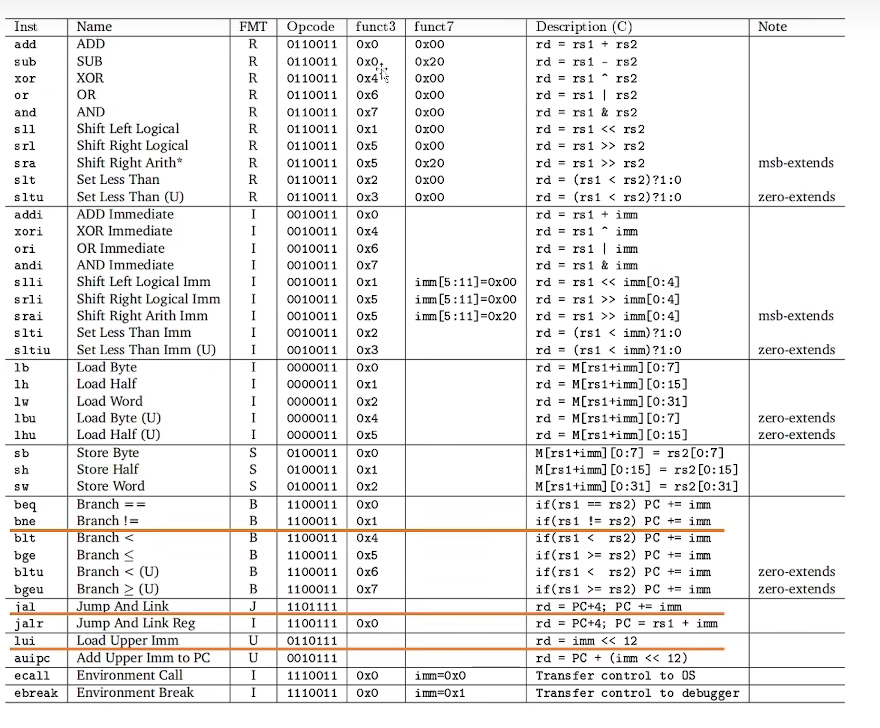 Inst Name FMT Opcode funct3 funct7 Description (C) Note
add ADD R 0110011 0x0 0x00 rd = rs1 + rs2
sub SUB R 0110011 0x0 0x20 rd = rs1 - rs2
xor XOR R 0110011 0x4 0x00 rd = rs1 ^ rs2
or OR R 0110011 0x6 0x00 rd = rs1 | rs2
and AND R 0110011 0x7 0x00 rd = rs1 & rs2
sll Shift Left Logical R 0110011 0x1 0x00 rd = rs1 << rs2
srl Shift Right Logical R 0110011 0x5 0x00 rd = rs1 >> rs2
sra Shift Right Arith* R 0110011 0x5 0x20 rd = rs1 >> rs2 msb-extends
slt Set Less Than R 0110011 0x2 0x00 rd = (rs1 < rs2)?1:0
sltu Set Less Than (U) R 0110011 0x3 0x00 rd = (rs1 < rs2)?1:0 zero-extends
addi ADD Immediate I 0010011 0x0 rd = rs1 + imm
xori XOR Immediate I 0010011 0x4 rd = rs1 ^ imm
ori OR Immediate I 0010011 0x6 rd = rs1 | imm
andi AND Immediate I 0010011 0x7 rd = rs1 & imm
slli Shift Left Logical Imm I 0010011 0x1 imm[5:11]=0x00 rd = rs1 << imm[0:4]
srli Shift Right Logical Imm I 0010011 0x5 imm[5:11]=0x00 rd = rs1 >> imm[0:4]
srai Shift Right Arith Imm I 0010011 0x5 imm[5:11]=0x20 rd = rs1 >> imm[0:4] msb-extends
slti Set Less Than Imm I 0010011 0x2 rd = (rs1 < imm)?1:0
sltiu Set Less Than Imm (U) I 0010011 0x3 rd = (rs1 < imm)?1:0 zero-extends
lb Load Byte I 0000011 0x0 rd = M[rs1+imm][0:7]
lh Load Half I 0000011 0x1 rd = M[rs1+imm][0:15]
lw Load Word I 0000011 0x2 rd = M[rs1+imm][0:31]
lbu Load Byte (U) I 0000011 0x4 rd = M[rs1+imm][0:7] zero-extends
lhu Load Half (U) I 0000011 0x5 rd = M[rs1+imm][0:15] zero-extends
sb Store Byte S 0100011 0x0 M[rs1+imm][0:7] = rs2[0:7]
sh Store Half S 0100011 0x1 M[rs1+imm][0:15] = rs2[0:15]
sw Store Word S 0100011 0x2 M[rs1+imm][0:31] = rs2[0:31]
beq Branch == B 1100011 0x0 if(rs1 == rs2) PC += imm
bne Branch != B 1100011 0x1 if(rs1 != rs2) PC += imm
blt Branch < B 1100011 0x4 if(rs1 < rs2) PC += imm
bge Branch ≤ B 1100011 0x5 if(rs1 >= rs2) PC += imm
bltu Branch < (U) B 1100011 0x6 if(rs1 < rs2) PC += imm zero-extends
bgeu Branch ≥ (U) B 1100011 0x7 if(rs1 >= rs2) PC += imm zero-extends
jal Jump And Link J 1101111 rd = PC+4; PC += imm
jalr Jump And Link Reg I 1100111 0x0 rd = PC+4; PC = rs1 + imm
lui Load Upper Imm U 0110111 rd = imm << 12
auipc Add Upper Imm to PC U 0010111 rd = PC + (imm << 12)
ecall Environment Call I 1110011 0x0 imm=0x0 Transfer control to OS
ebreak Environment Break I 1110011 0x0 imm=0x1 Transfer control to debugger